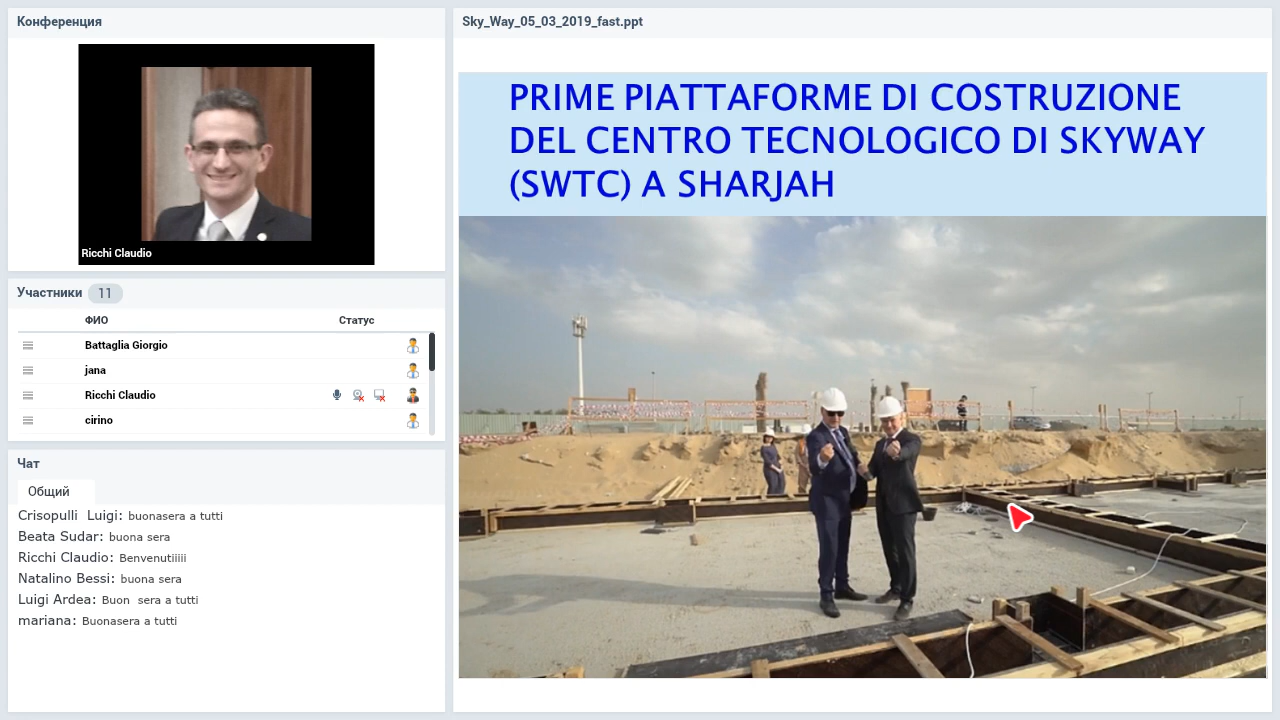 Конференция
Ricchi Claudio
Участники 11
ФИО Статус
Battaglia Giorgio
jana
Ricchi Claudio
cirino
Чат
Общий
Crisopulli Luigi: buonasera a tutti
Beata Sudar: buona sera
Ricchi Claudio: Benvenutiiiii
Natalino Bessi: buona sera
Luigi Ardea: Buon sera a tutti
mariana: Buonasera a tutti
Sky_Way_05_03_2019_fast.ppt
PRIME PIATTAFORME DI COSTRUZIONE
DEL CENTRO TECNOLOGICO DI SKYWAY
(SWTC) A SHARJAH